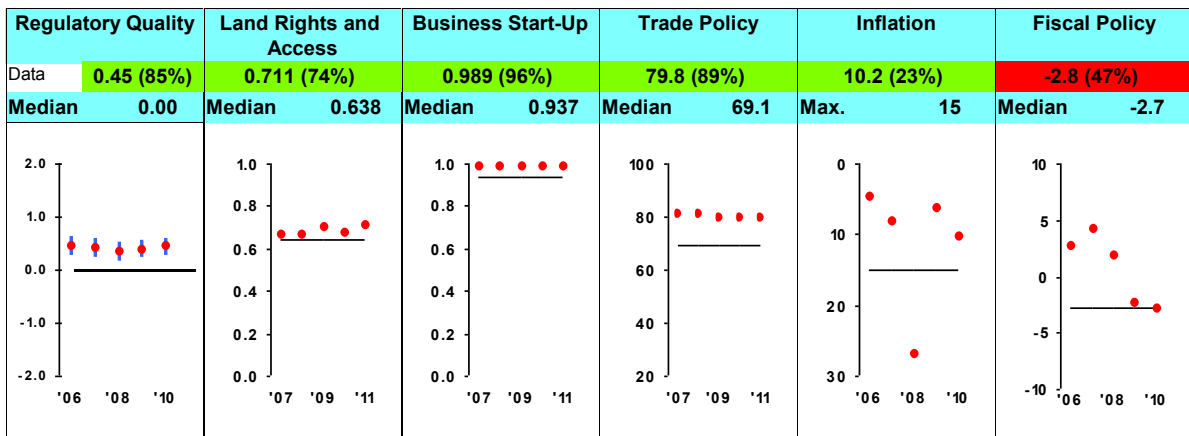 Regulatory Quality
Data 0.45 (85%)
Median 0.00
2.0
1.0
0.0
-1.0
-2.0
'06 '08 '10
Land Rights and
Access
0.711 (74%)
Median 0.638
1.0
0.8
0.6
0.4
0.2
0.0
'07 '09 '11
Business Start-Up
0.989 (96%)
Median 0.937
1.0
0.8
0.6
0.4
0.2
0.0
'07 '09 '11
Trade Policy
79.8 (89%)
Median 69.1
100
80
60
40
20
'07 '09 '11
Inflation
10.2 (23%)
Max. 15
0
10
20
30
'06 '08 '10
Fiscal Policy
-2.8 (47%)
Median -2.7
10
5
0
-5
-10
'06 '08 '10